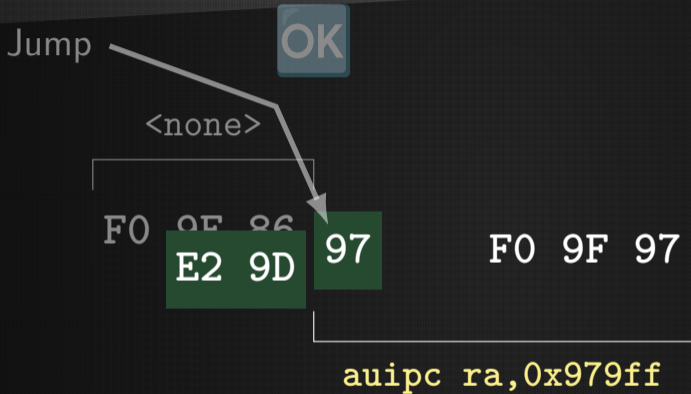 Jump OK
<none>
F0 9F 86
E2 9D 97 F0 9F 97
auipc ra,0x979ff